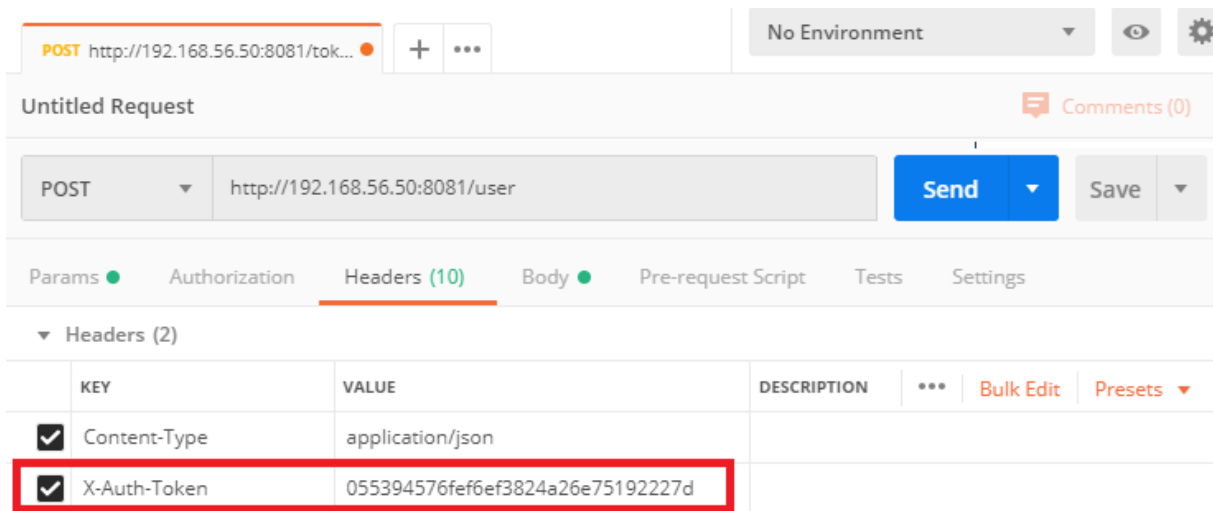 POST http://192.168.56.50:8081/tok... + ••• No Environment
Untitled Request Comments (0)
POST http://192.168.56.50:8081/user Send Save
Params Authorization Headers (10) Body Pre-request Script Tests Settings
Headers (2)
KEY VALUE DESCRIPTION ••• Bulk Edit Presets
Content-Type application/json
X-Auth-Token 055394576fef6ef3824a26e75192227d